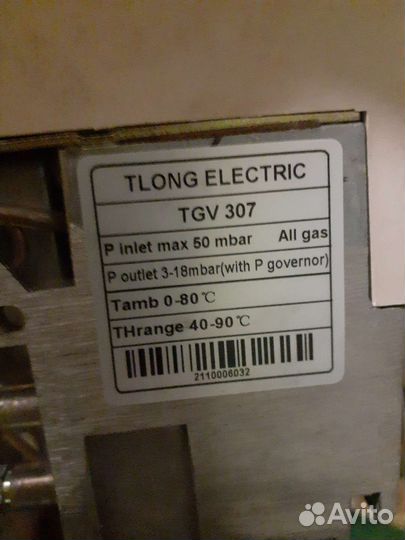 TLONG ELECTRIC
TGV 307
P inlet max 50 mbar All gas
P outlet 3-18mbar(with P governor)
Tamb 0-80℃
THrange 40-90℃
2110006032
Avito